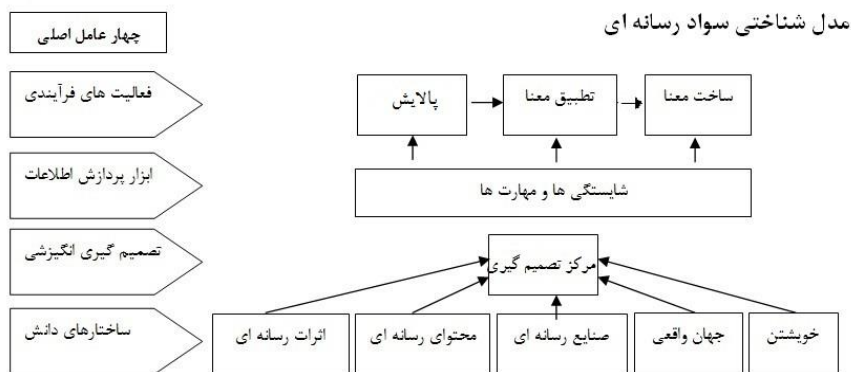 مدل شناختی سواد رسانه ای
چهار عامل اصلی
فعالیت های فرآیندی
ساخت معنا
تطبیق معنا
پالایش
ابزار پردازش اطلاعات
شایستگی ها و مهارت ها
تصمیم گیری انگیزشی
مرکز تصمیم گیری
ساختارهای دانش
خویشتن
جهان واقعی
صنایع رسانه ای
محتوای رسانه ای
اثرات رسانه ای